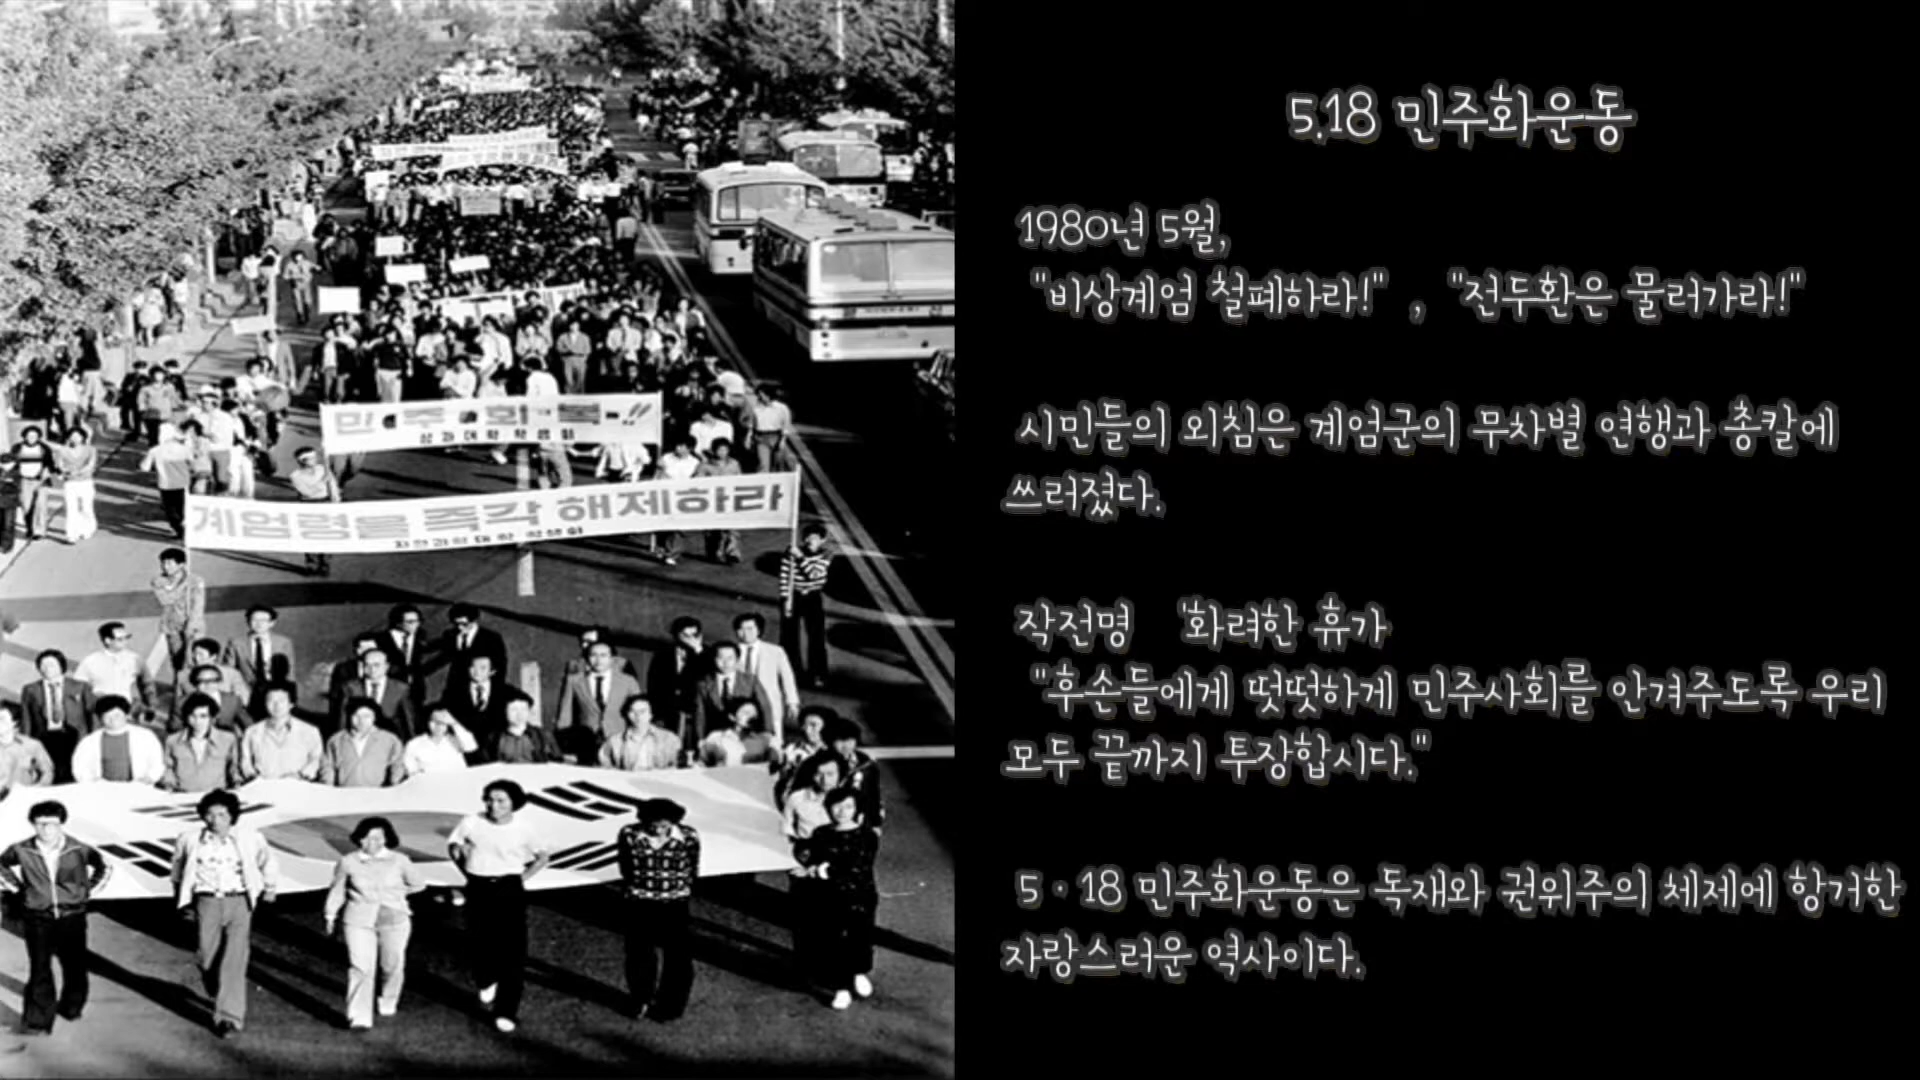 민주화
계엄령을 즉각 해제하라
5.18 민주화운동
1980년 5월,
"비상계엄 철폐하라!" , "전두환은 물러가라!"
시민들의 외침은 계엄군의 무차별 연행과 총칼에
쓰러졌다.
작전명 '화려한 휴가
"후손들에게 떳떳하게 민주사회를 안겨주도록 우리
모두 끝까지 투장합시다."
5 · 18 민주화운동은 독재와 권위주의 체제에 항거한
자랑스러운 역사이다.